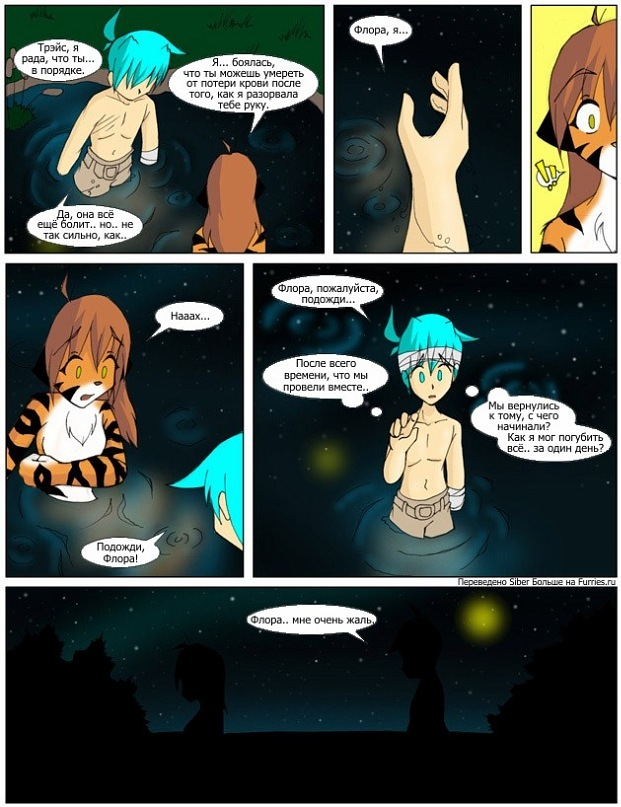 Трэйс, я
рада, что ты...
в порядке.
Я... боялась,
что ты можешь умереть
от потери крови после
того, как я разорвала
тебе руку.
Да, она всё
ещё болит.. но.. не
так сильно, как..
Флора, я...
!!
Нааах...
Подожди,
Флора!
Флора, пожалуйста,
подожди...
После всего
времени, что мы
провели вместе..
Мы вернулись
к тому, с чего
начинали?
Как я мог погубить
всё.. за один день?
Переведено Siber Больше на Furries.ru
Флора.. мне очень жаль.